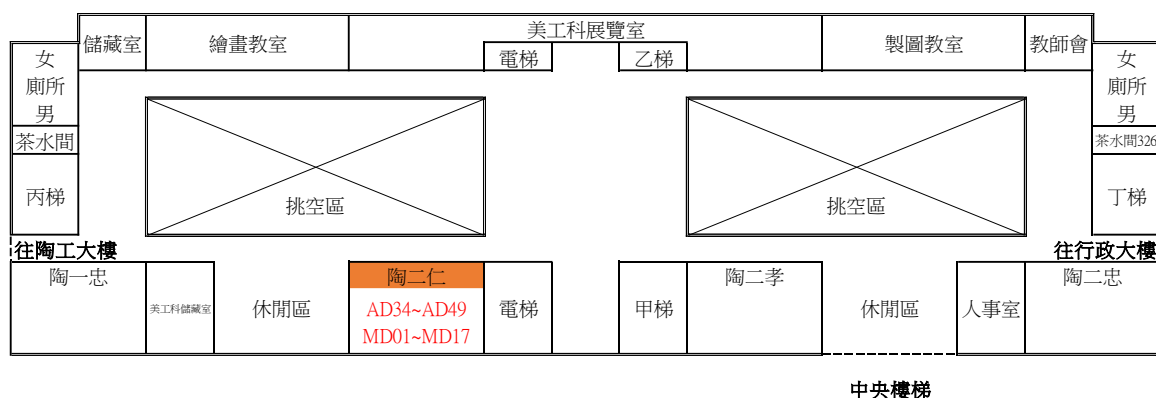 美工科展覽室
儲藏室
繪畫教室
製圖教室
教師會
電梯
乙梯
女
廁所
男
女
廁所
男
茶水間
茶水間326
丙梯
挑空區
挑空區
丁梯
往陶工大樓
往行政大樓
陶一忠
陶二仁
陶二孝
陶二忠
美工科儲藏室
休閒區
AD34~AD49
MD01~MD17
電梯
甲梯
休閒區
人事室
中央樓梯